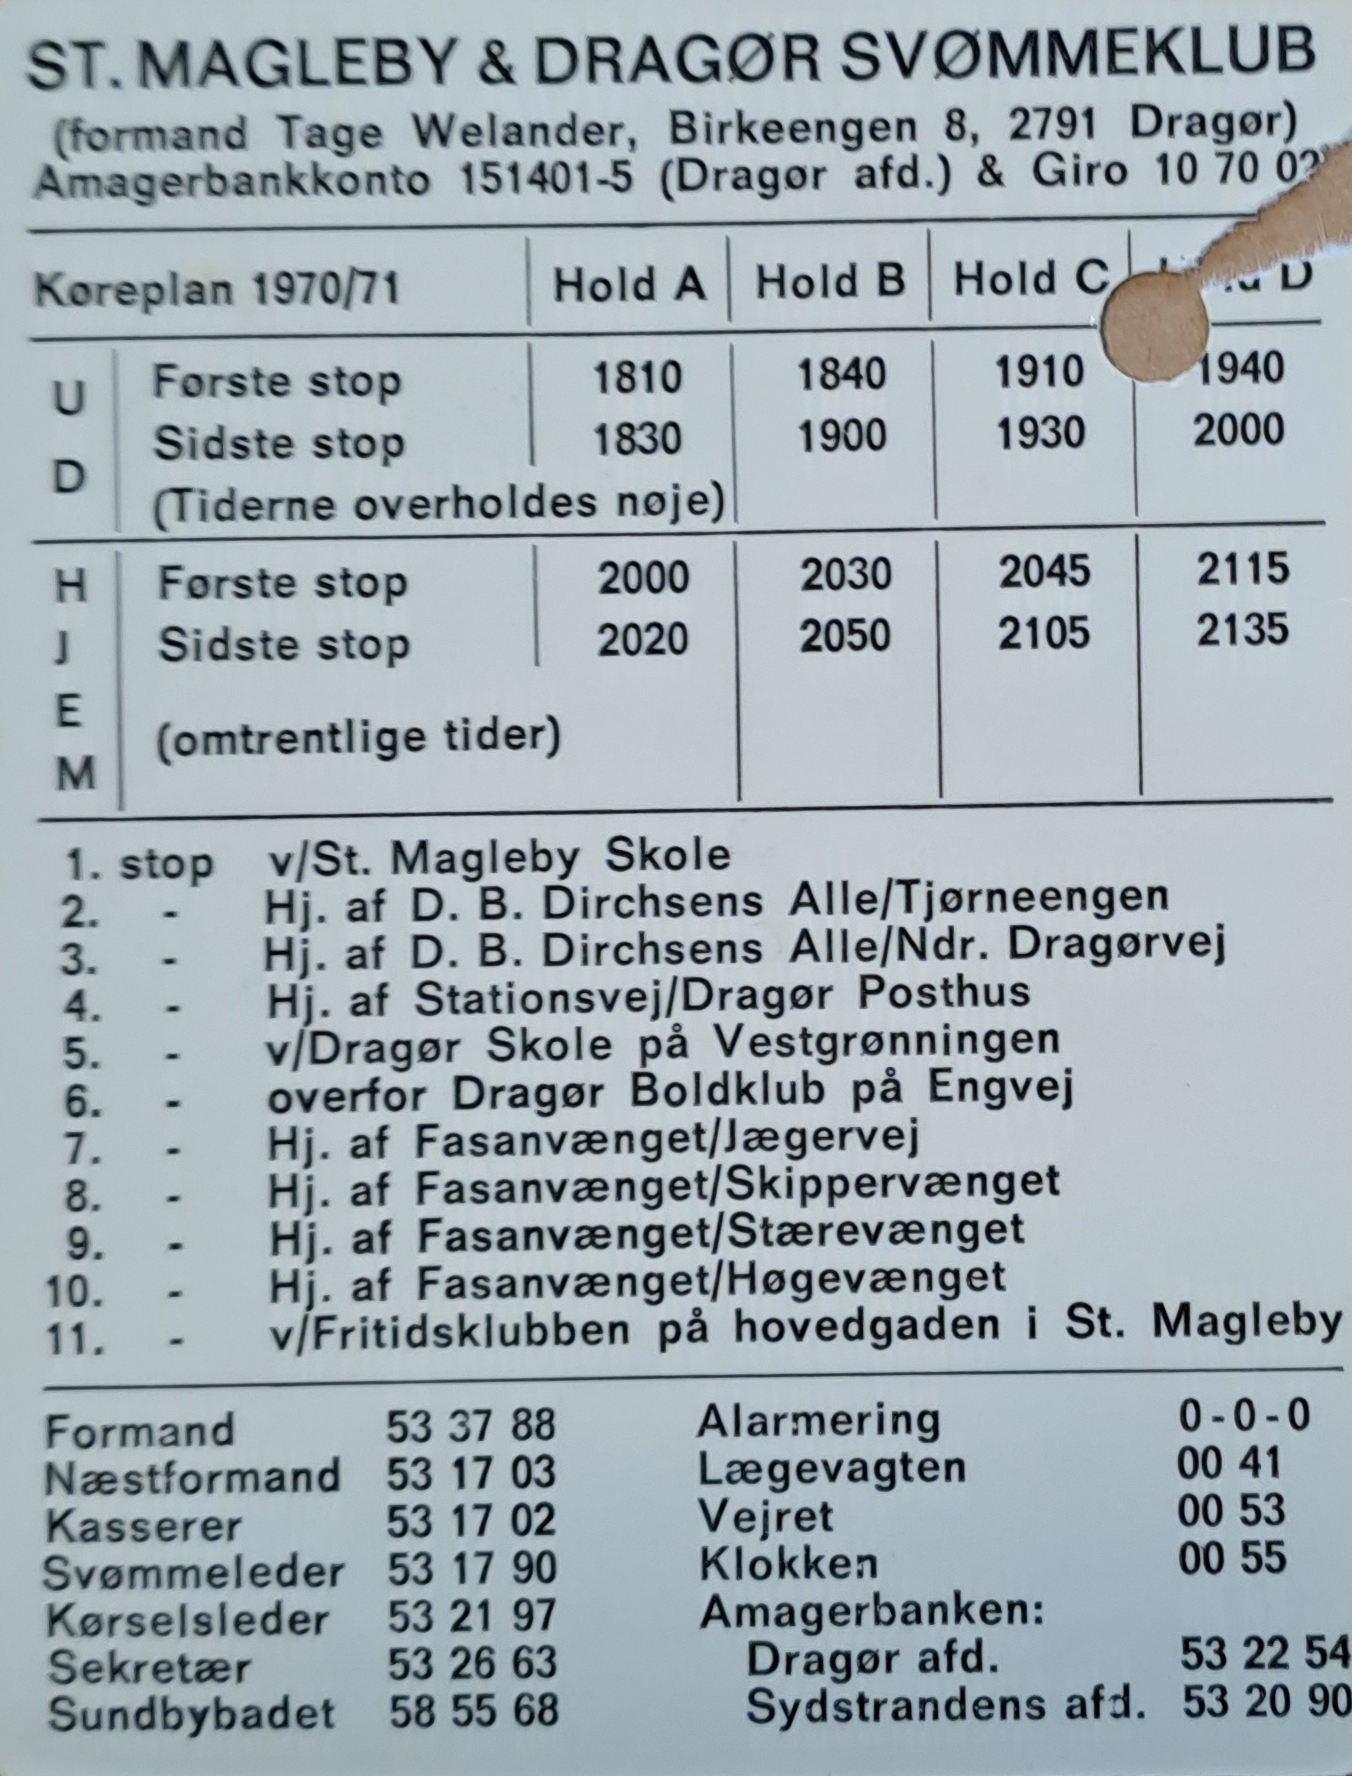 ST. MAGLEBY & DRAGØR SVØMMEKLUB
(formand Tage Welander, Birkeengen 8, 2791 Dragør)
Amagerbankkonto 151401-5 (Dragør afd.) & Giro 10 70 02
Køreplan 1970/71 Hold A Hold B Hold C D
U Første stop 1810 1840 1910 1940
D Sidste stop 1830 1900 1930 2000
(Tiderne overholdes nøje)
H Første stop 2000 2030 2045 2115
J Sidste stop 2020 2050 2105 2135
E (omtrentlige tider)
M
1. stop v/St. Magleby Skole
2. - Hj. af D. B. Dirchsens Alle/Tjørneengen
3. - Hj. af D. B. Dirchsens Alle/Ndr. Dragørvej
4. - Hj. af Stationsvej/Dragør Posthus
5. - v/Dragør Skole på Vestgrønningen
6. - overfor Dragør Boldklub på Engvej
7. - Hj. af Fasanvænget/Jægervej
8. - Hj. af Fasanvænget/Skippervænget
9. - Hj. af Fasanvænget/Stærevænget
10. - Hj. af Fasanvænget/Høgevænget
11. - v/Fritidsklubben på hovedgaden i St. Magleby
Formand 53 37 88 Alarmering 0-0-0
Næstformand 53 17 03 Lægevagten 00 41
Kasserer 53 17 02 Vejret 00 53
Svømmeleder 53 17 90 Klokken 00 55
Kørselsleder 53 21 97 Amagerbanken:
Sekretær 53 26 63 Dragør afd. 53 22 54
Sundbybadet 58 55 68 Sydstrandens afd. 53 20 90